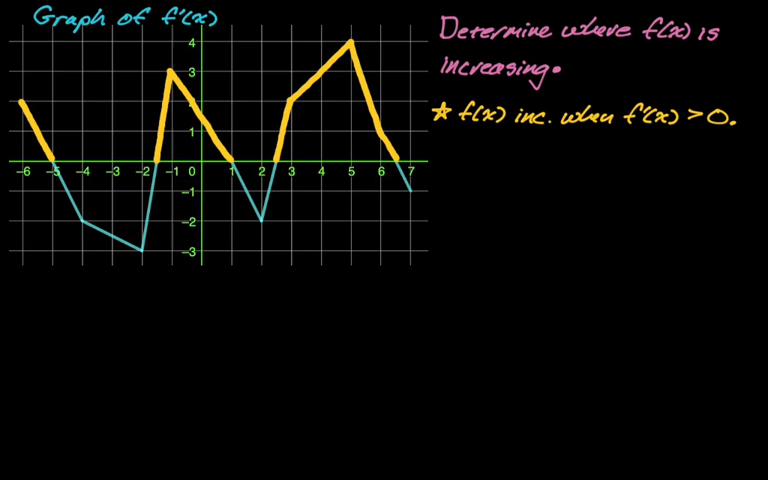 Graph of f'(x)
Determine where f(x) is
increasing.
☆ f(x) inc. when f'(x) > 0.
4
3
2
1
-6 -5 -4 -3 -2 -1 0 1 2 3 4 5 6 7
-1
-2
-3